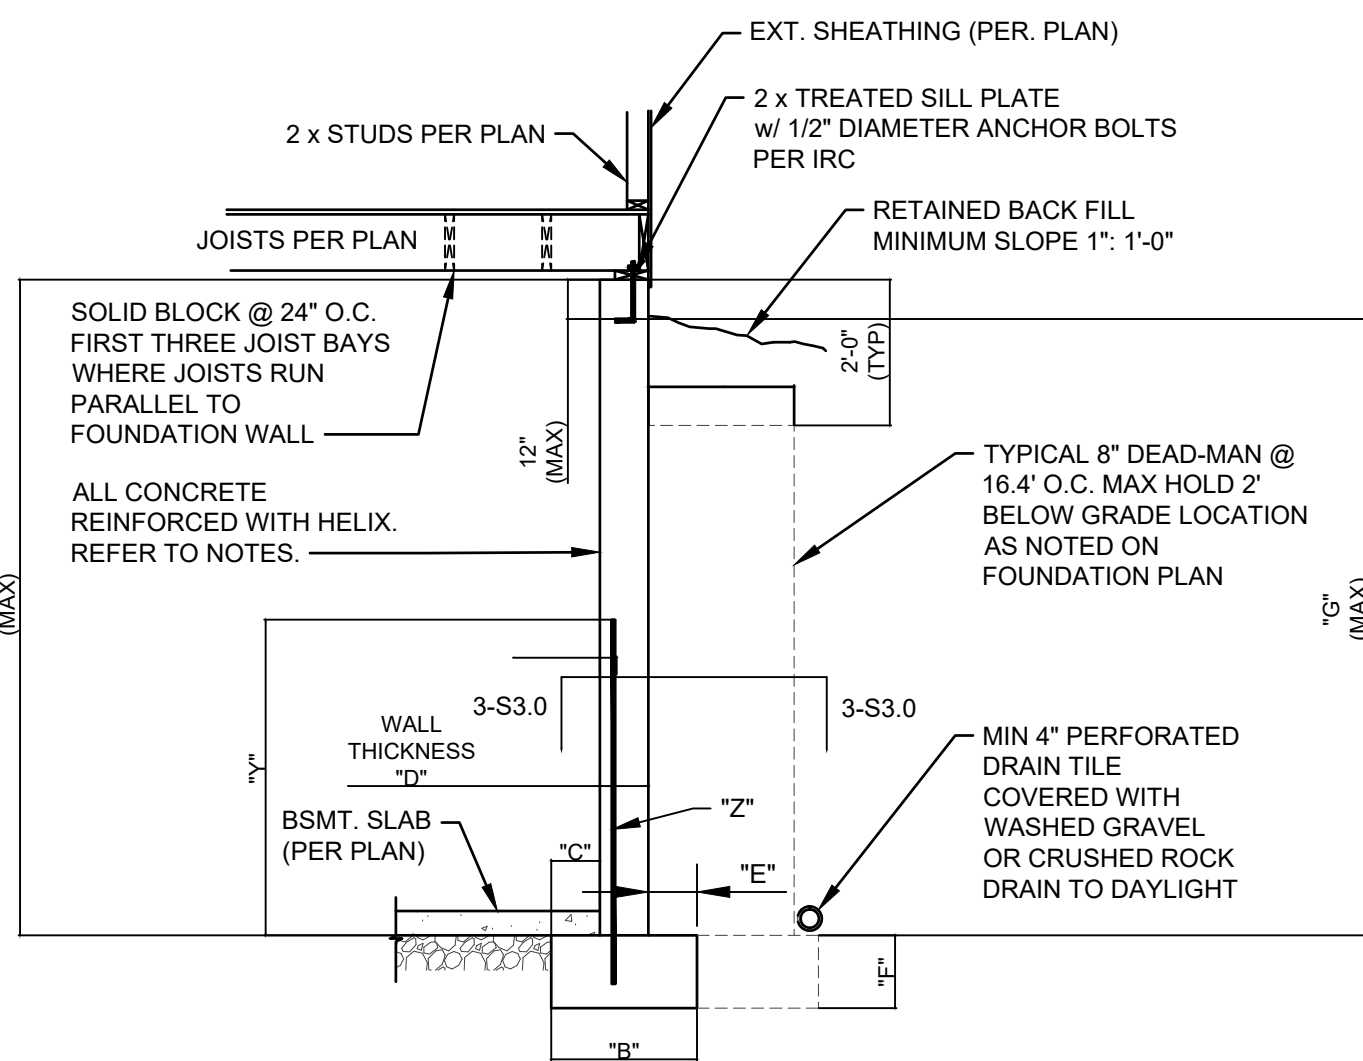 EXT. SHEATHING (PER. PLAN)
2 x TREATED SILL PLATE
w/ 1/2" DIAMETER ANCHOR BOLTS
PER IRC
2 x STUDS PER PLAN
RETAINED BACK FILL
MINIMUM SLOPE 1": 1'-0"
JOISTS PER PLAN
SOLID BLOCK @ 24" O.C.
FIRST THREE JOIST BAYS
WHERE JOISTS RUN
PARALLEL TO
FOUNDATION WALL
2'-0"
(TYP)
12"
(MAX)
TYPICAL 8" DEAD-MAN @
16.4' O.C. MAX HOLD 2'
BELOW GRADE LOCATION
AS NOTED ON
FOUNDATION PLAN
ALL CONCRETE
REINFORCED WITH HELIX.
REFER TO NOTES.
(MAX)
"G"
(MAX)
3-S3.0
3-S3.0
WALL
THICKNESS
"D"
"Y"
"Z"
MIN 4" PERFORATED
DRAIN TILE
COVERED WITH
WASHED GRAVEL
OR CRUSHED ROCK
DRAIN TO DAYLIGHT
BSMT. SLAB
(PER PLAN)
"C"
"E"
"F"
"B"